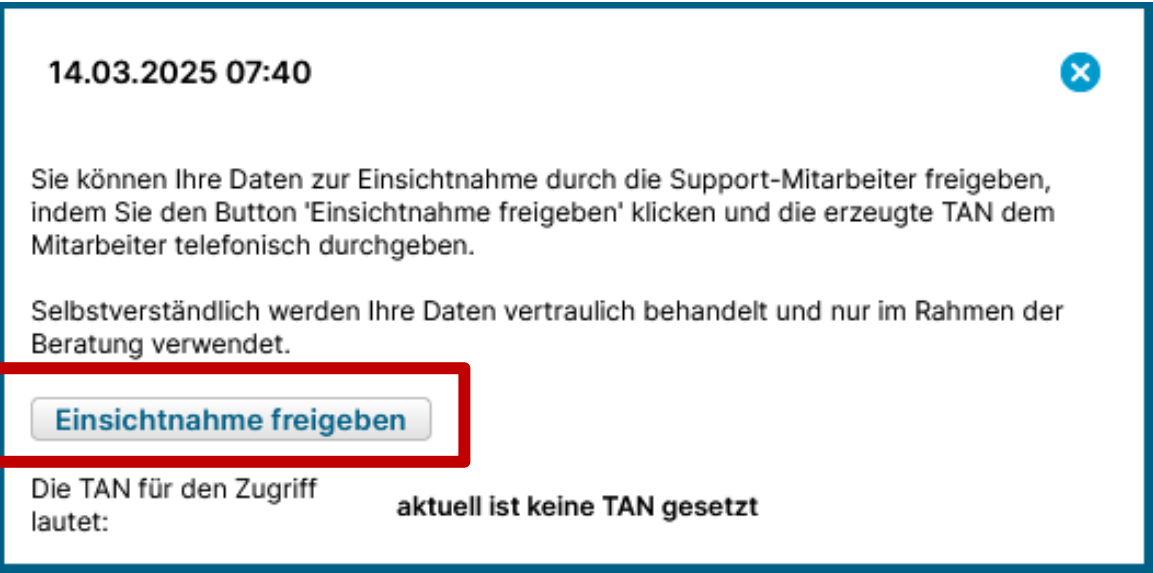 14.03.2025 07:40
Sie können Ihre Daten zur Einsichtnahme durch die Support-Mitarbeiter freigeben,
indem Sie den Button 'Einsichtnahme freigeben' klicken und die erzeugte TAN dem
Mitarbeiter telefonisch durchgeben.
Selbstverständlich werden Ihre Daten vertraulich behandelt und nur im Rahmen der
Beratung verwendet.
Einsichtnahme freigeben
Die TAN für den Zugriff
lautet:
aktuell ist keine TAN gesetzt